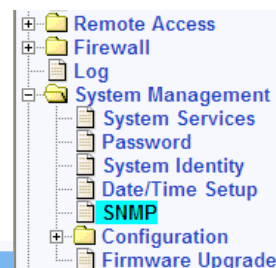 Remote Access
Firewall
Log
System Management
System Services
Password
System Identity
Date/Time Setup
SNMP
Configuration
Firmware Upgrade